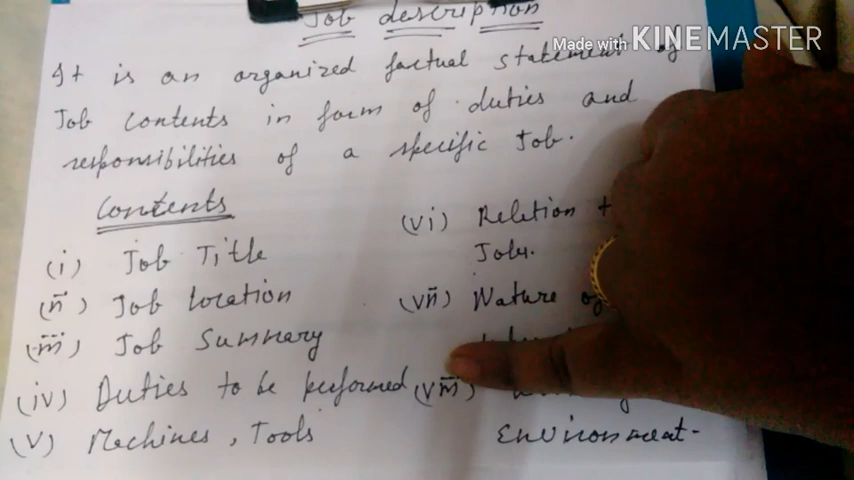 Job description
Made with KINEMASTER
It is an organized factual statement of
Job contents in form of duties and
responsibilities of a specific Job.
Contents
(i) Job Title
(ii) Job location
(iii) Job Summary
(iv) Duties to be performed
(v) Machines, Tools
(vi) Relation
Jobs.
(vii) Nature of
(viii)
Environment.